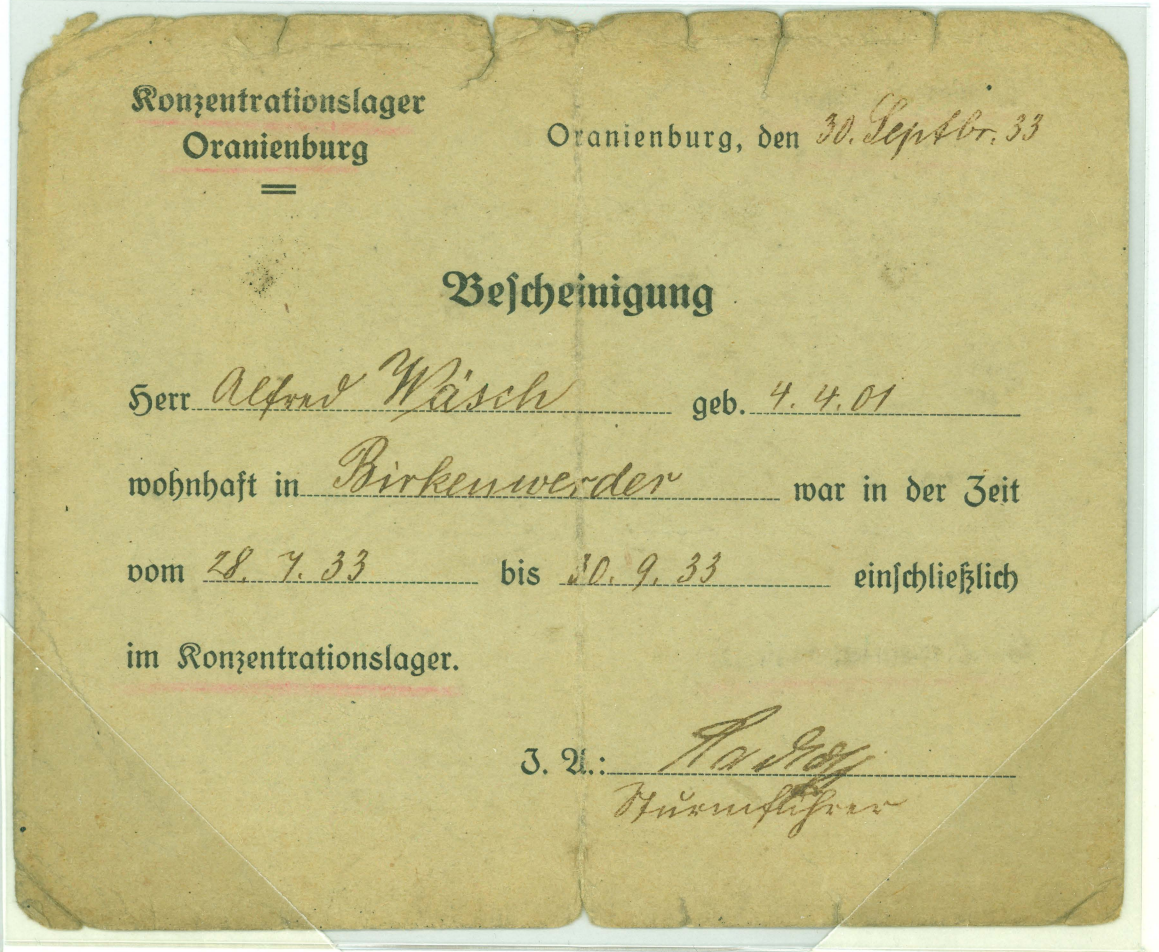 Konzentrationslager
Oranienburg
Oranienburg, den 30. Septbr. 33
Bescheinigung
Herr Alfred Wäsch geb. 4. 4. 01
wohnhaft in Birkenwerder war in der Zeit
vom 28. 7. 33 bis 30. 9. 33 einschließlich
im Konzentrationslager.
I. A.:
Sturmführer